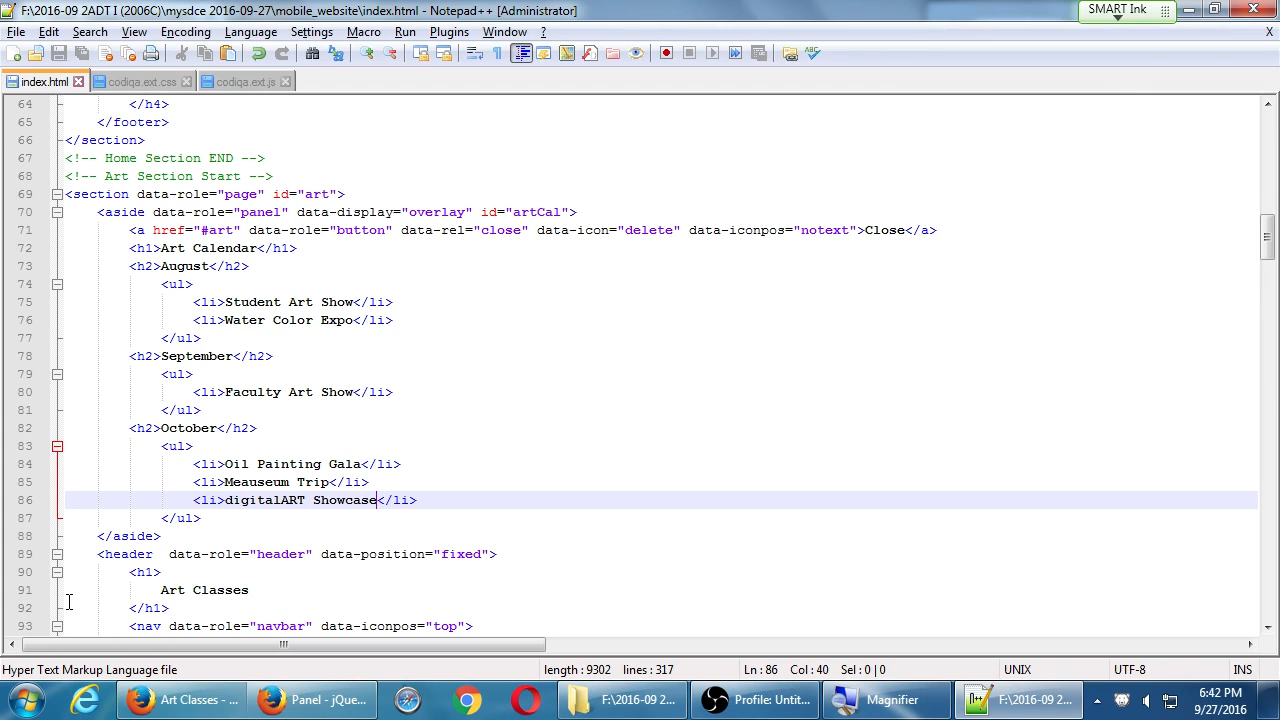 F:\2016-09 2ADT I (2006C)\mysdce 2016-09-27\mobile_website\index.html - Notepad++ [Administrator]
SMART Ink
File Edit Search View Encoding Language Settings Macro Run Plugins Window ? X
index.html codiqa.ext.css codiqa.ext.js
64 </h4>
65 </footer>
66 </section>
67 <!-- Home Section END -->
68 <!-- Art Section Start -->
69 <section data-role="page" id="art">
70 <aside data-role="panel" data-display="overlay" id="artCal">
71 <a href="#art" data-role="button" data-rel="close" data-icon="delete" data-iconpos="notext">Close</a>
72 <h1>Art Calendar</h1>
73 <h2>August</h2>
74 <ul>
75 <li>Student Art Show</li>
76 <li>Water Color Expo</li>
77 </ul>
78 <h2>September</h2>
79 <ul>
80 <li>Faculty Art Show</li>
81 </ul>
82 <h2>October</h2>
83 <ul>
84 <li>Oil Painting Gala</li>
85 <li>Meauseum Trip</li>
86 <li>digitalART Showcase</li>
87 </ul>
88 </aside>
89 <header  data-role="header" data-position="fixed">
90 <h1>
91 Art Classes
92 </h1>
93 <nav data-role="navbar" data-iconpos="top">
Hyper Text Markup Language file length : 9302 lines : 317 Ln : 86 Col : 40 Sel : 0 | 0 UNIX UTF-8 INS
Art Classes - ... Panel - jQue... F:\2016-09 2... Profile: Untit... Magnifier F:\2016-09 2... 6:42 PM
9/27/2016